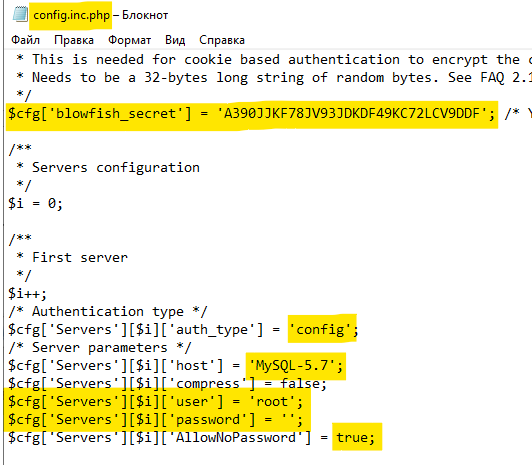 config.inc.php – Блокнот
Файл Правка Формат Вид Справка
* This is needed for cookie based authentication to encrypt the
* Needs to be a 32-bytes long string of random bytes. See FAQ
*/
$cfg['blowfish_secret'] = 'A390JJKF78JV93JDKDF49KC72LCV9DDF'; /*
/**
* Servers configuration
*/
$i = 0;
/**
* First server
*/
$i++;
/* Authentication type */
$cfg['Servers'][$i]['auth_type'] = 'config';
/* Server parameters */
$cfg['Servers'][$i]['host'] = 'MySQL-5.7';
$cfg['Servers'][$i]['compress'] = false;
$cfg['Servers'][$i]['user'] = 'root';
$cfg['Servers'][$i]['password'] = '';
$cfg['Servers'][$i]['AllowNoPassword'] = true;